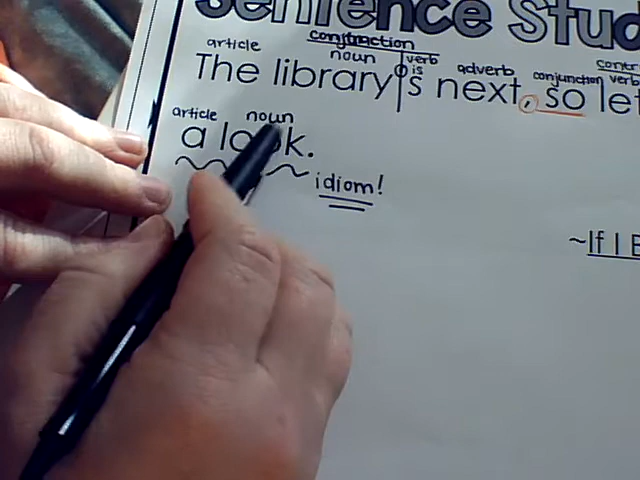 Sentence Stud
article contraction
noun verb
is adverb conjunction contr
verb
The library's next, so let
article noun
a look.
idiom!
~If I B